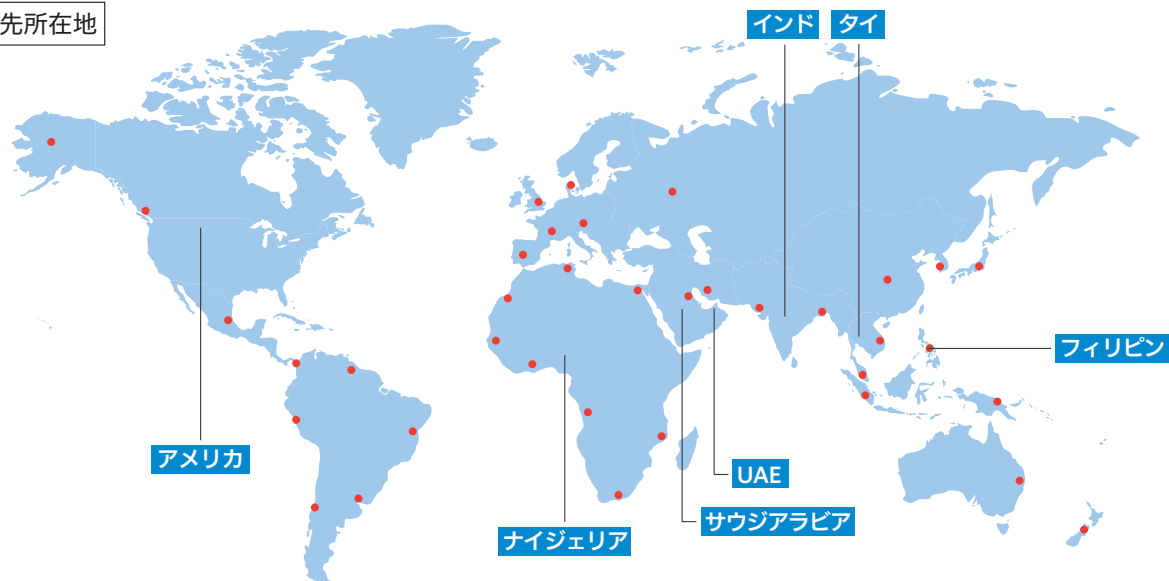 先所在地
インド
タイ
フィリピン
アメリカ
UAE
サウジアラビア
ナイジェリア